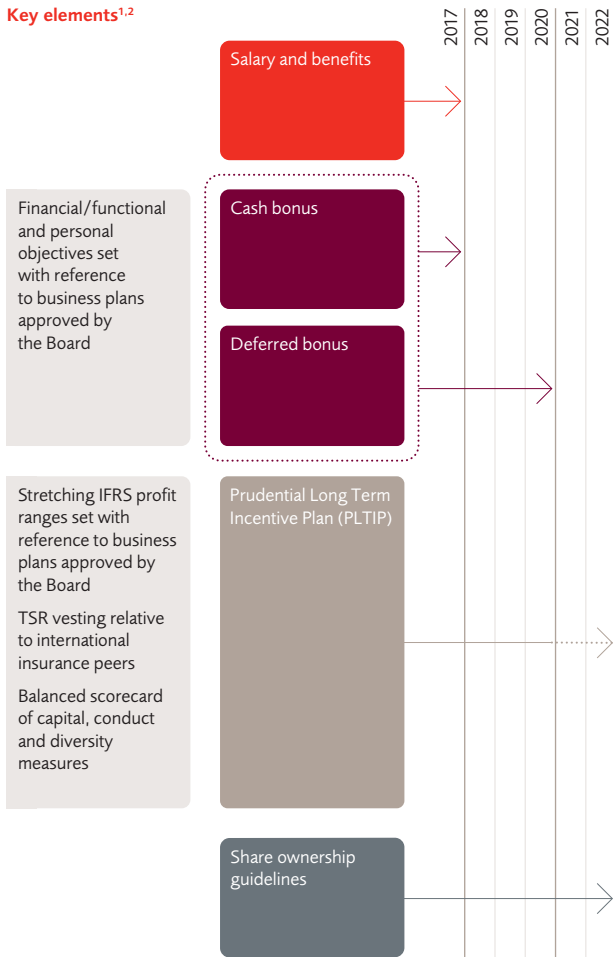 Key elements1,2
2017
2018
2019
2020
2021
2022
Salary and benefits
Financial/functional
and personal
objectives set
with reference
to business plans
approved by
the Board
Cash bonus
Deferred bonus
Stretching IFRS profit
ranges set with
reference to business
plans approved by
the Board
TSR vesting relative
to international
insurance peers
Balanced scorecard
of capital, conduct
and diversity
measures
Prudential Long Term
Incentive Plan (PLTIP)
Share ownership
guidelines